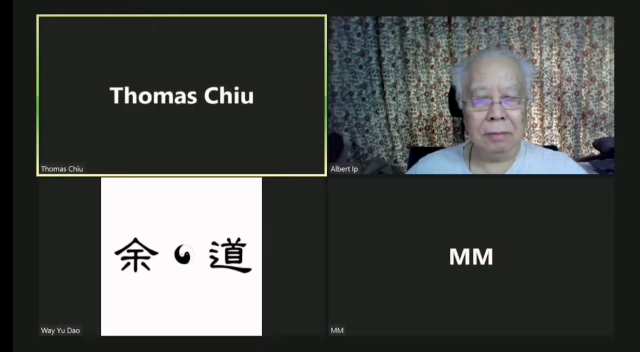 Thomas Chiu
Thomas Chiu
Albert Ip
余 道
Way Yu Dao
MM
MM